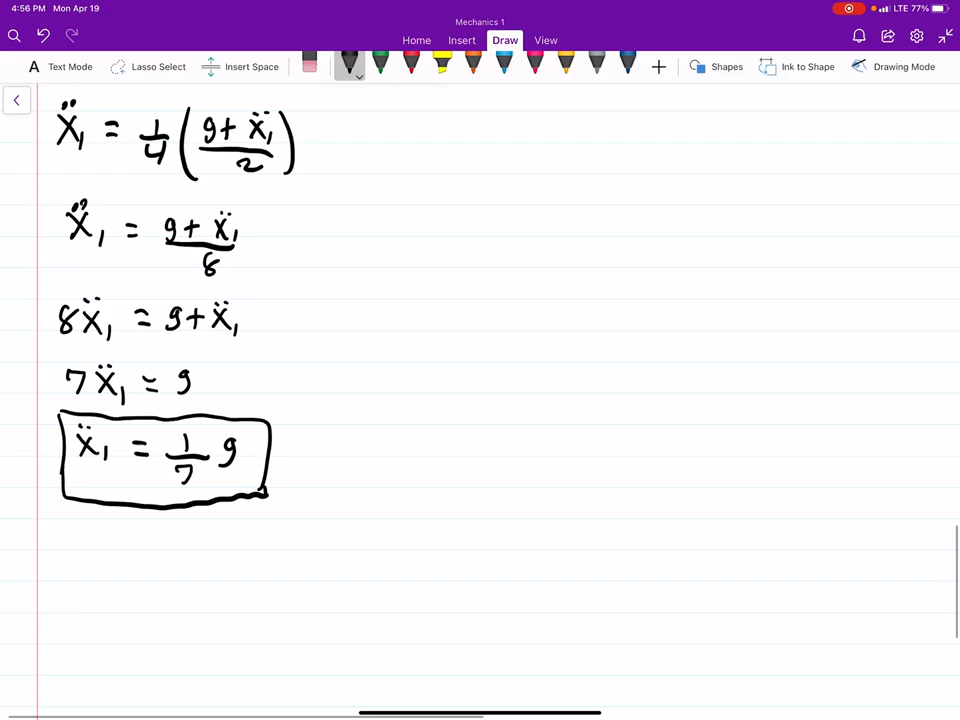 4:56 PM Mon Apr 19
LTE 77%
Mechanics 1
Home Insert Draw View
A Text Mode Lasso Select Insert Space Shapes Ink to Shape Drawing Mode
ẍ₁ = 1/4 (g + ẍ₁ / 2)
ẍ₁ = g + ẍ₁ / 8
8ẍ₁ = g + ẍ₁
7ẍ₁ = g
ẍ₁ = 1/7 g